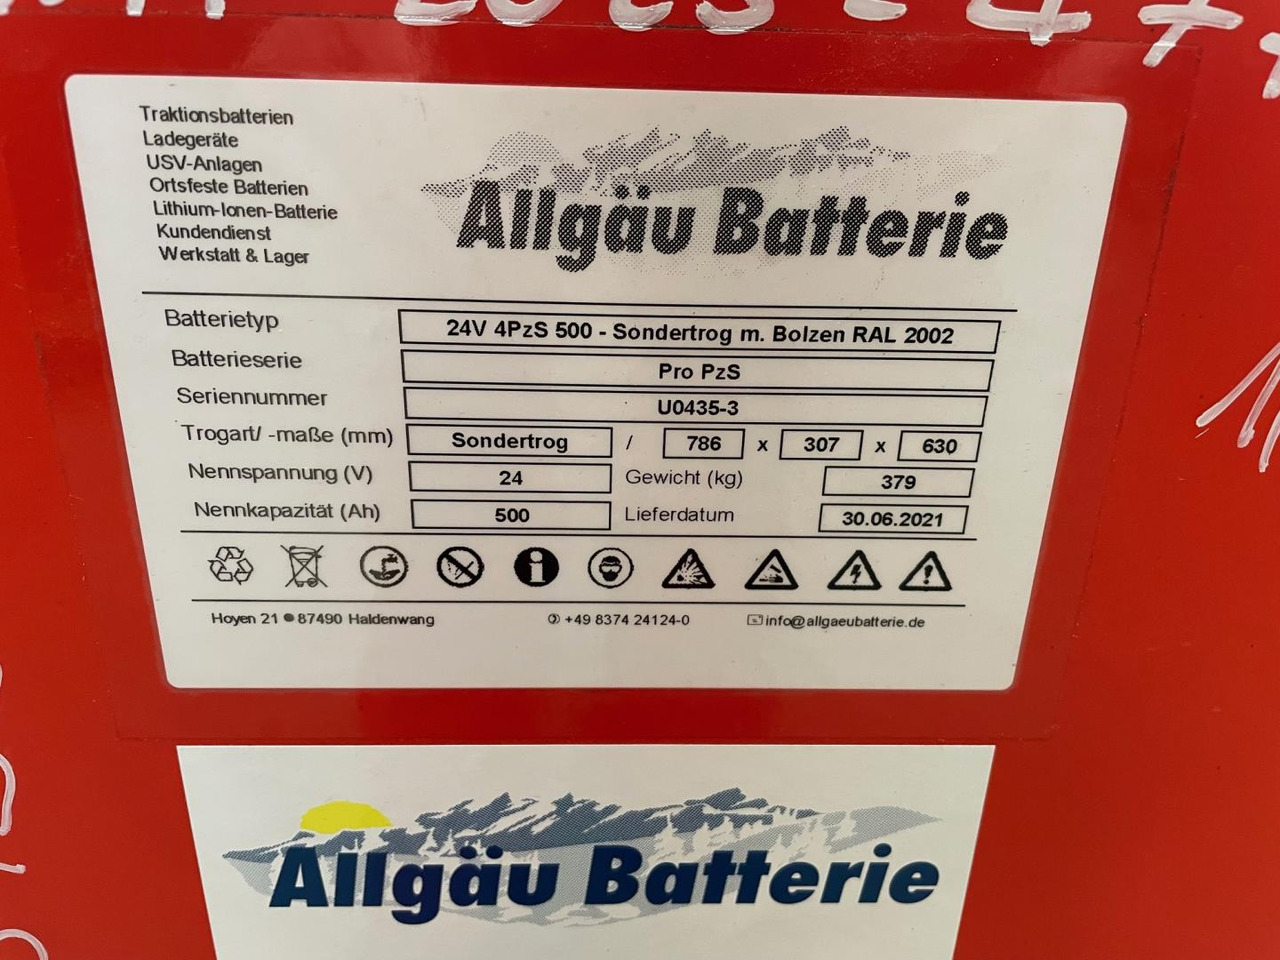 Traktionsbatterien
Ladegeräte
USV-Anlagen
Ortsfeste Batterien
Lithium-Ionen-Batterie
Kundendienst
Werkstatt & Lager
Allgäu Batterie
Batterietyp 24V 4PzS 500 - Sondertrog m. Bolzen RAL 2002
Batterieserie Pro PzS
Seriennummer U0435-3
Trogart/ -maße (mm) Sondertrog / 786 x 307 x 630
Nennspannung (V) 24 Gewicht (kg) 379
Nennkapazität (Ah) 500 Lieferdatum 30.06.2021
Hoyen 21 ● 87490 Haldenwang +49 8374 24124-0 info@allgaeubatterie.de
Allgäu Batterie